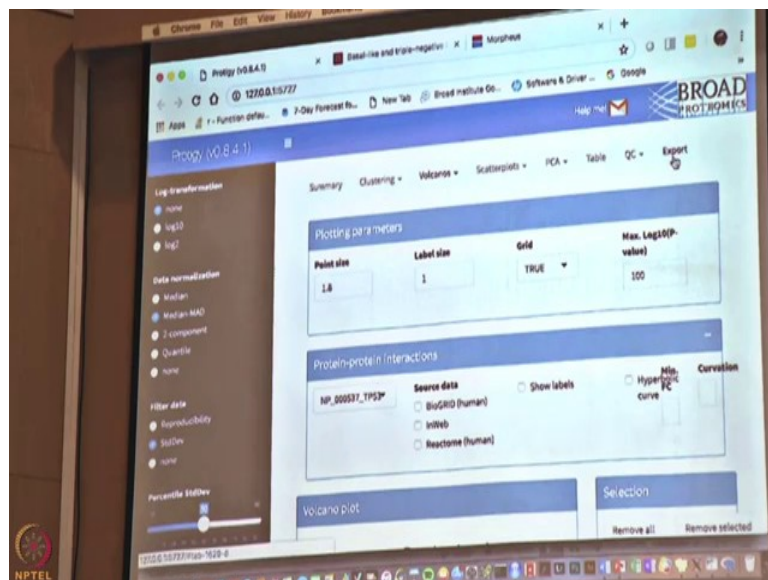 Chrome File Edit View History
Protigy (v0.8.4.1)
Basal-like and triple-negativ
Morpheus
127.0.0.1:5727
Apps
r - Function defau...
7-Day Forecast fo...
New Tab
Broad Institute Go...
Software & Driver ...
Google
Protigy (v0.8.4.1)
Help me!
BROAD
PROTEOMICS
Summary Clustering Volcanos Scatterplots PCA Table QC Export
Log-transformation
none
log10
log2
Data normalization
Median
Median-MAD
2-component
Quantile
none
Filter data
Reproducibility
StdDev
none
Percentile StdDev
Plotting parameters
Point size
1.8
Label size
1
Grid
TRUE
Max. Log10(P-
value)
100
Protein-protein interactions
NP_000537_TP53
Source data
BioGRID (human)
InWeb
Reactome (human)
Show labels
Hyperbolic
curve
Min.
FC
Curvation
Volcano plot
Selection
Remove all
Remove selected
NPTEL